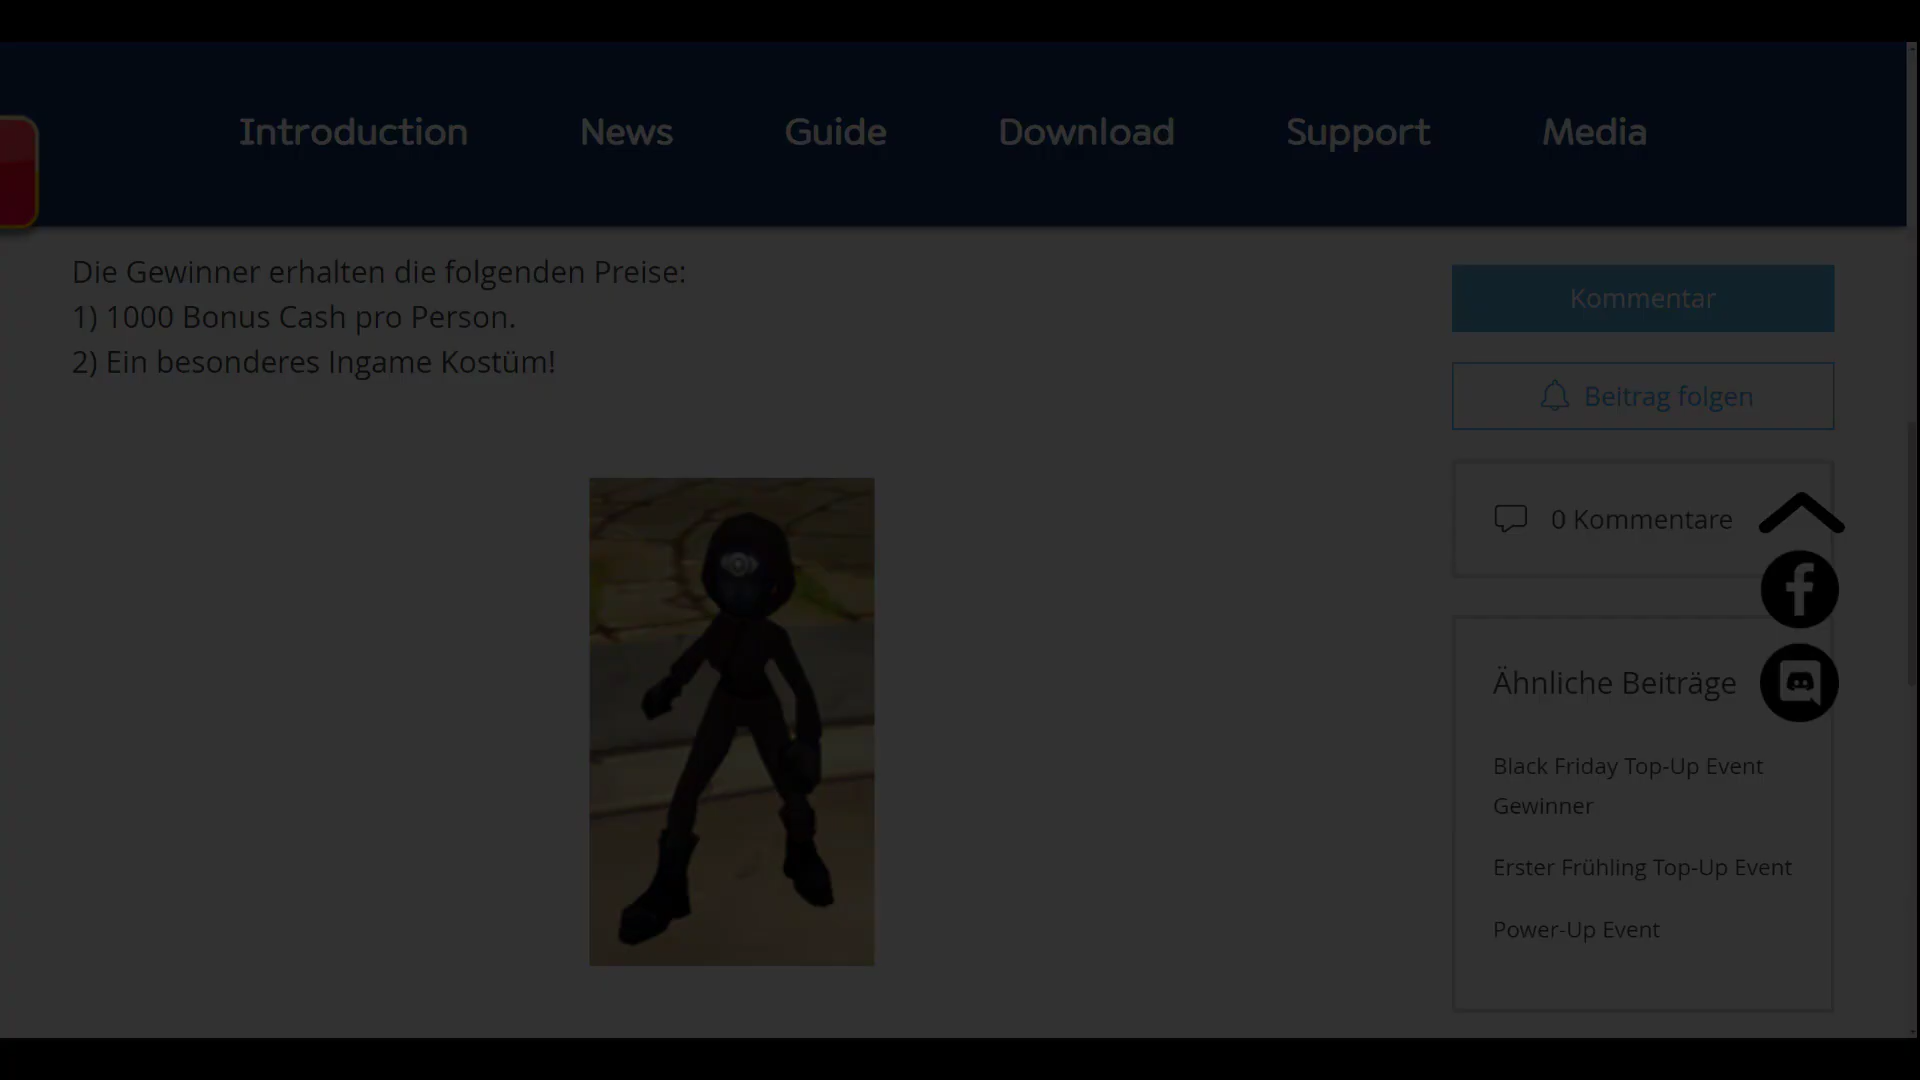 Introduction
News
Guide
Download
Support
Media
Die Gewinner erhalten die folgenden Preise:
1) 1000 Bonus Cash pro Person.
2) Ein besonderes Ingame Kostüm!
Kommentar
Beitrag folgen
0 Kommentare
Ähnliche Beiträge
Black Friday Top-Up Event
Gewinner
Erster Frühling Top-Up Event
Power-Up Event